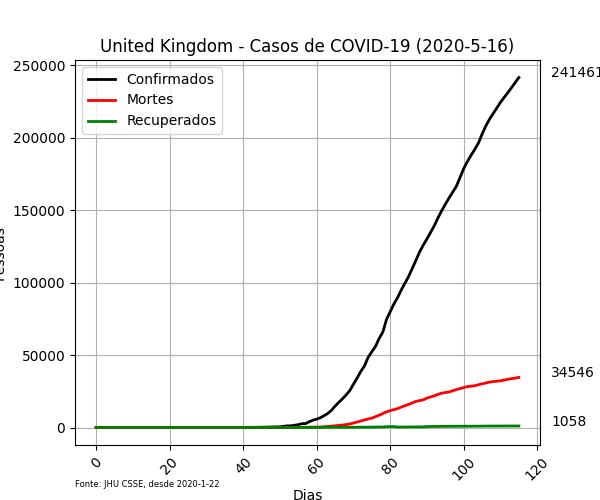 United Kingdom - Casos de COVID-19 (2020-5-16)
250000
200000
150000
100000
50000
0
Confirmados
Mortes
Recuperados
241461
34546
1058
0
20
40
60
80
100
120
Dias
Fonte: JHU CSSE, desde 2020-1-22